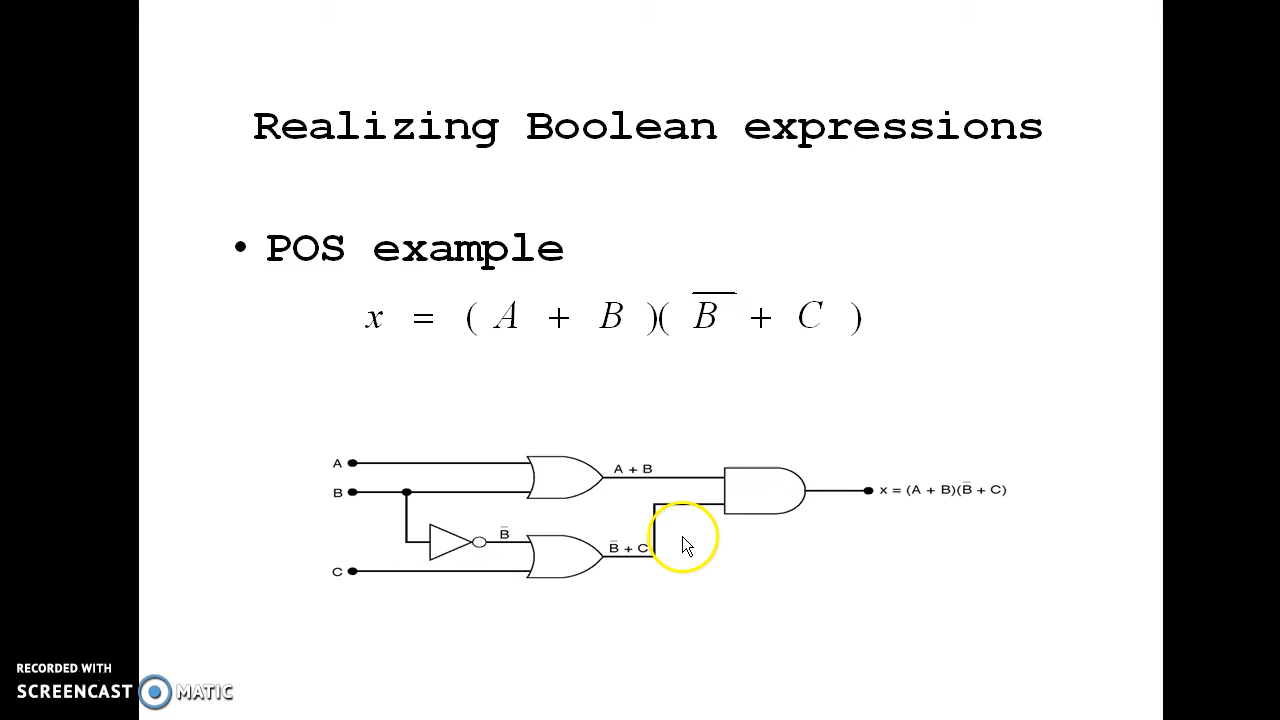 Realizing Boolean expressions
• POS example
x = ( A + B )( B̅ + C )
A
A + B
B
x = (A + B)(B̅ + C)
B̅
B̅ + C
C
RECORDED WITH
SCREENCAST MATIC